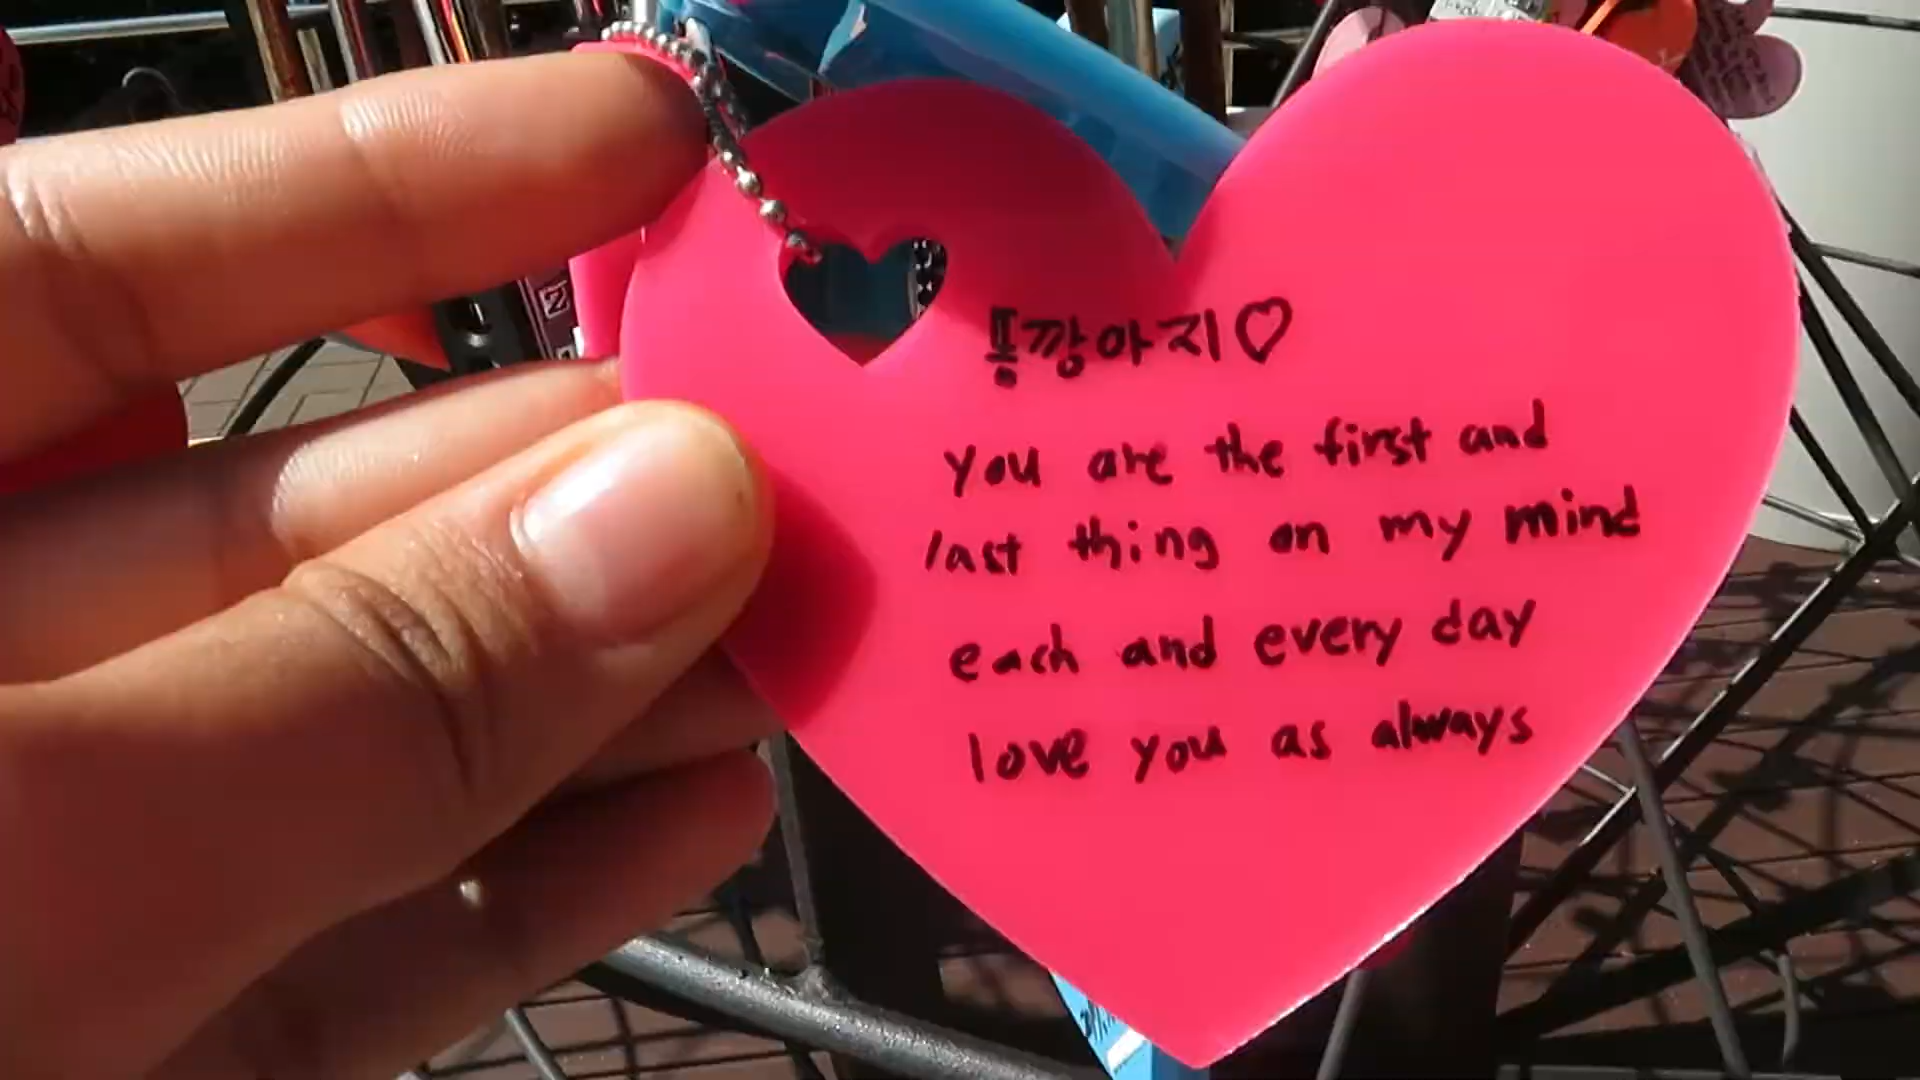 똥깡아지♡
you are the first and
last thing on my mind
each and every day
love you as always